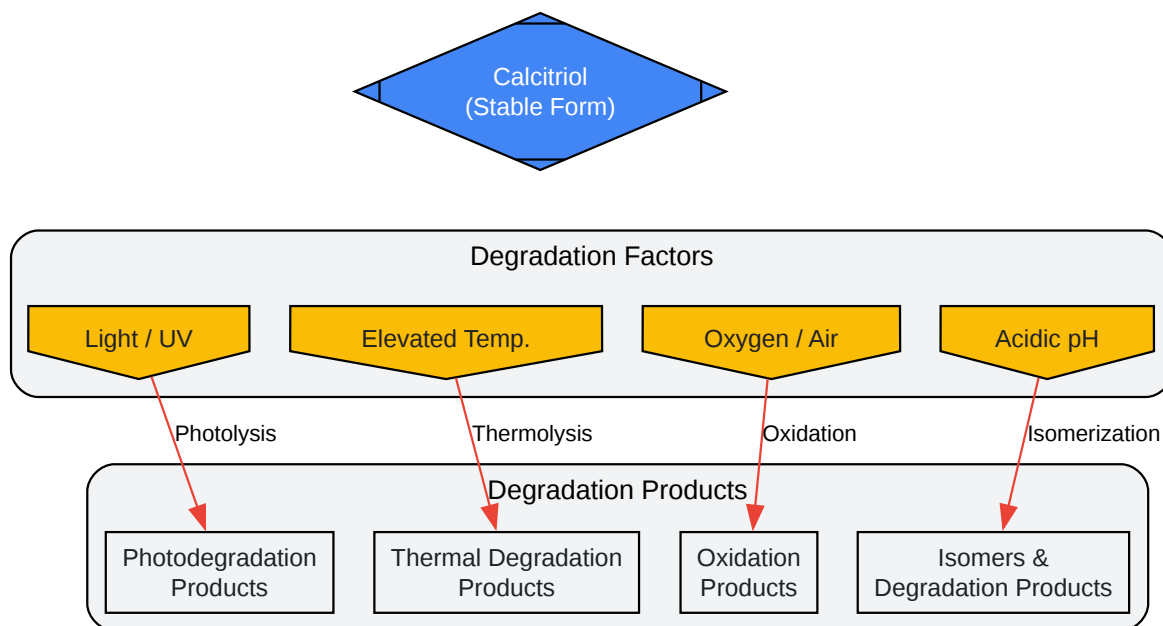 Calcitriol
(Stable Form)
Degradation Factors
Light / UV
Elevated Temp.
Oxygen / Air
Acidic pH
Photolysis
Thermolysis
Oxidation
Isomerization
Degradation Products
Photodegradation
Products
Thermal Degradation
Products
Oxidation
Products
Isomers &
Degradation Products